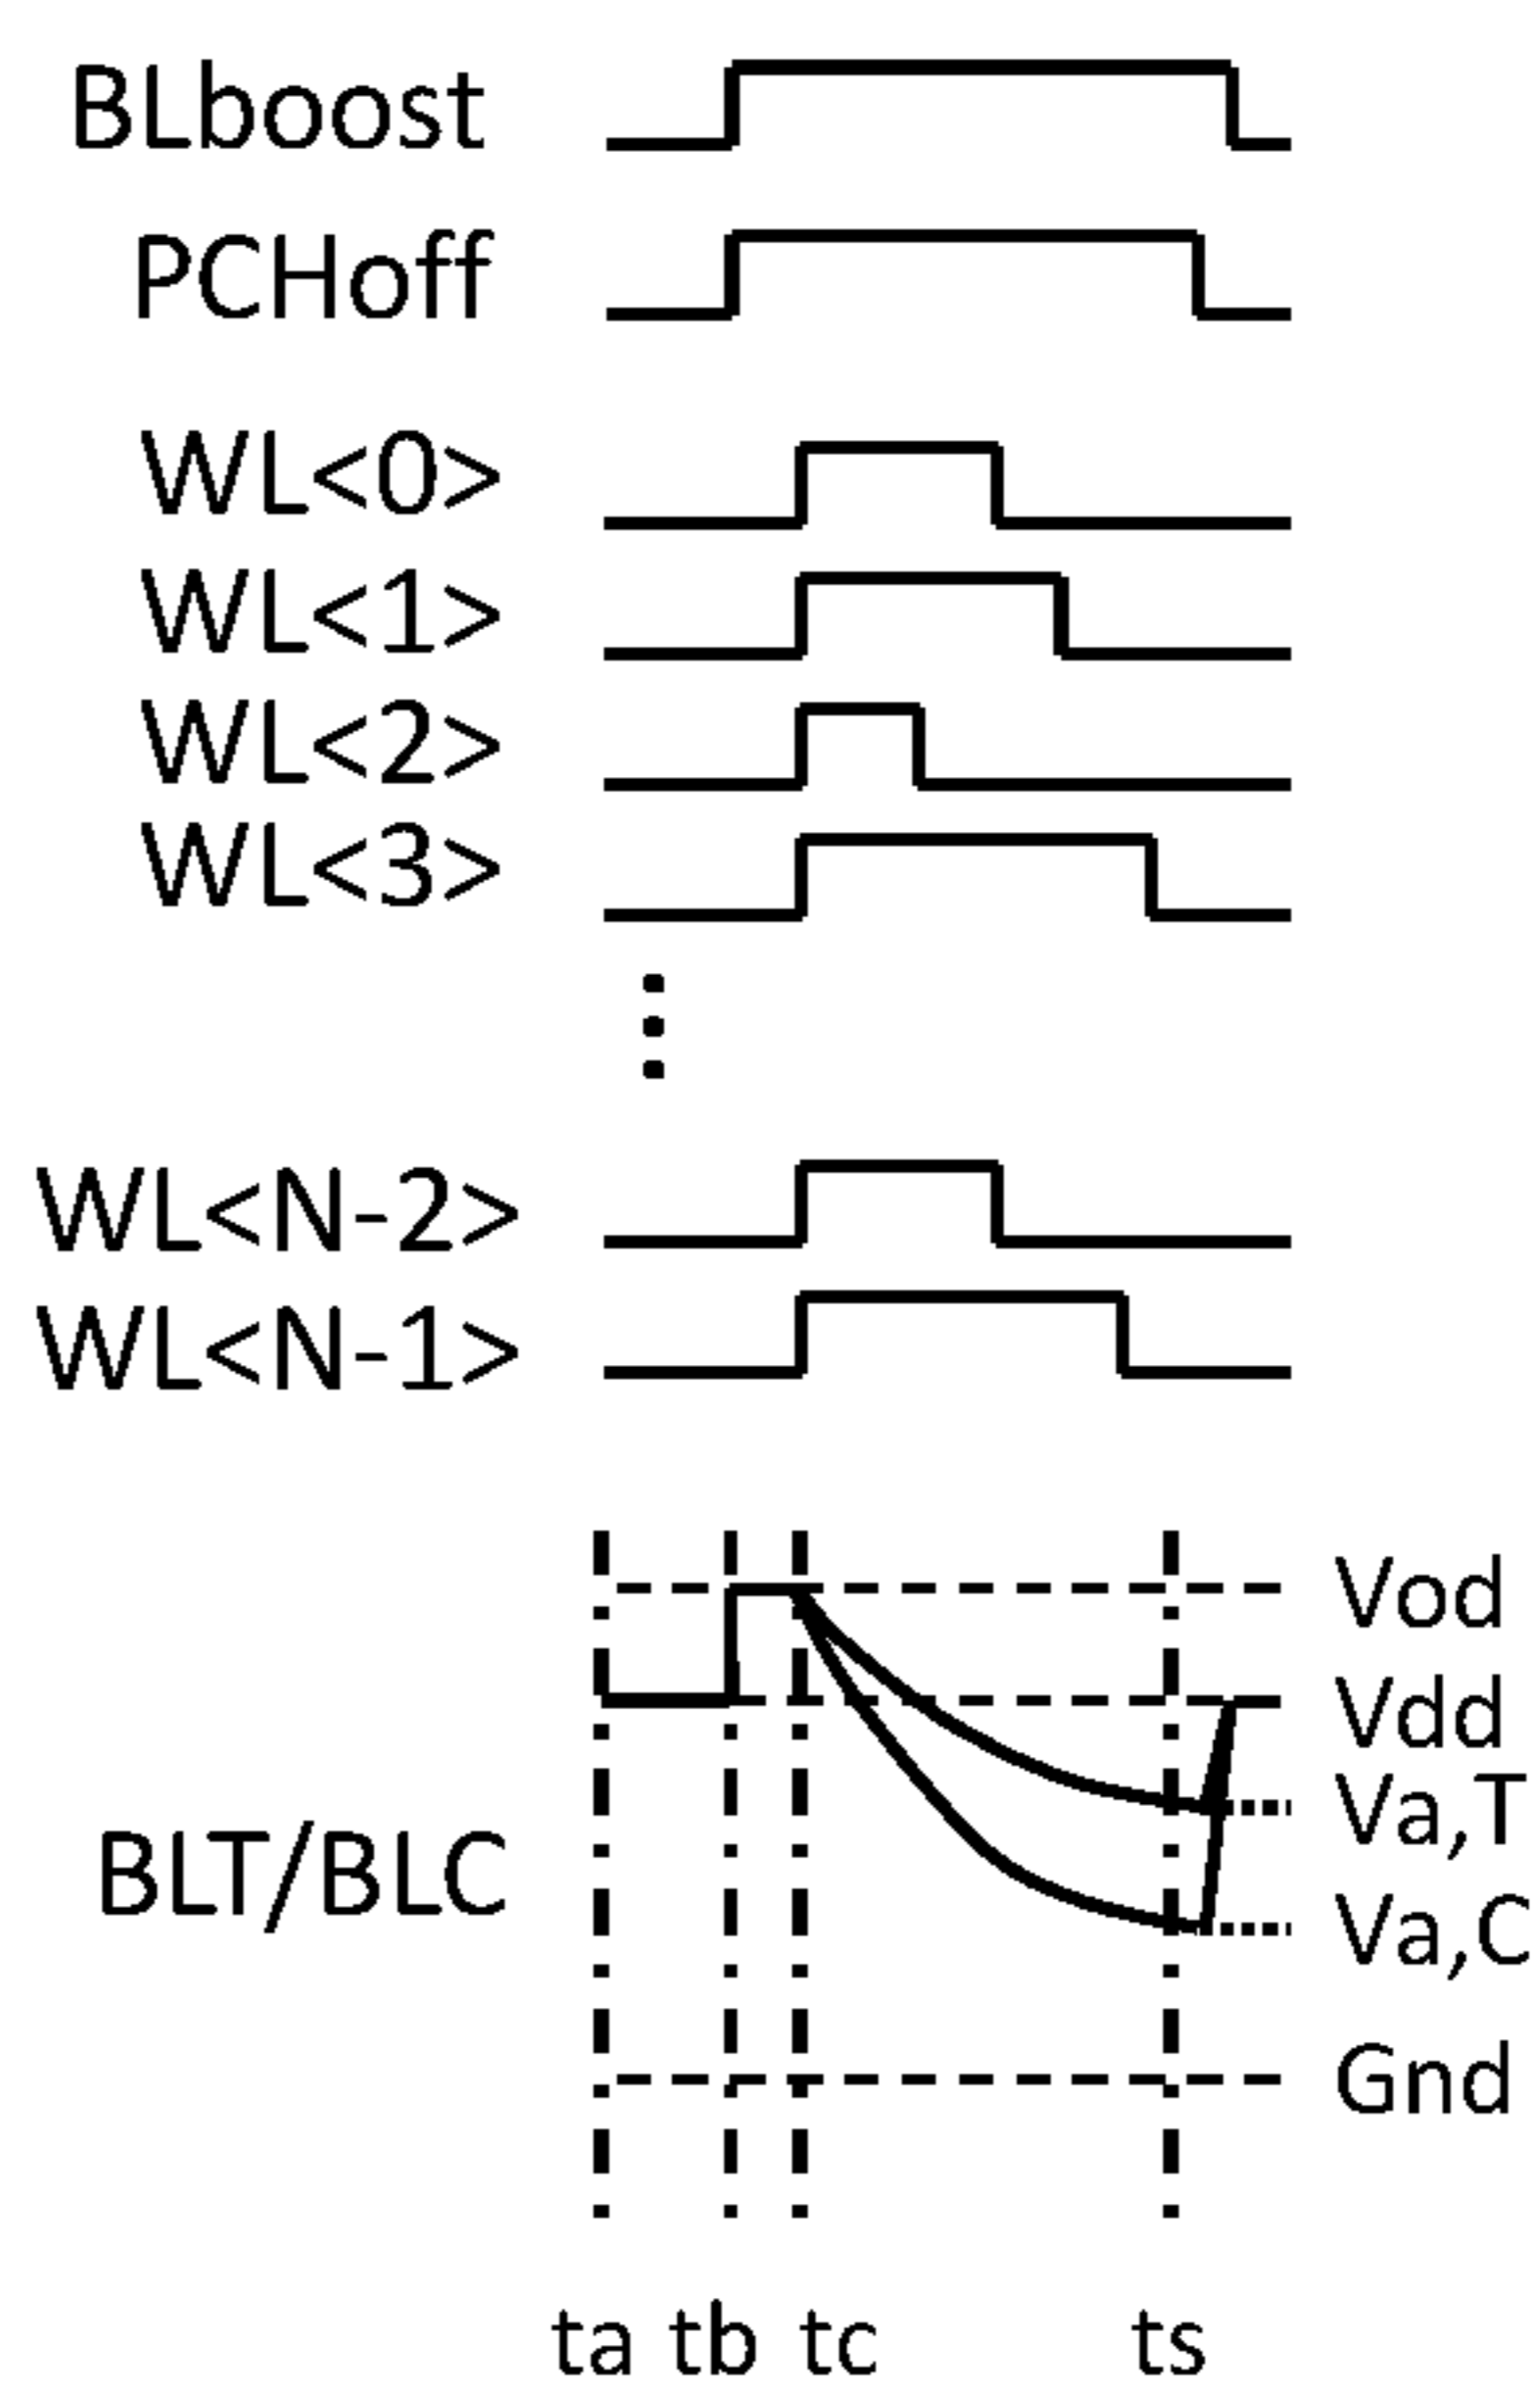 BLboost
PCHoff
WL<0>
WL<1>
WL<2>
WL<3>
WL<N-2>
WL<N-1>
Vod
Vdd
Va,T
BLT/BLC
Va,C
Gnd
ta tb tc ts